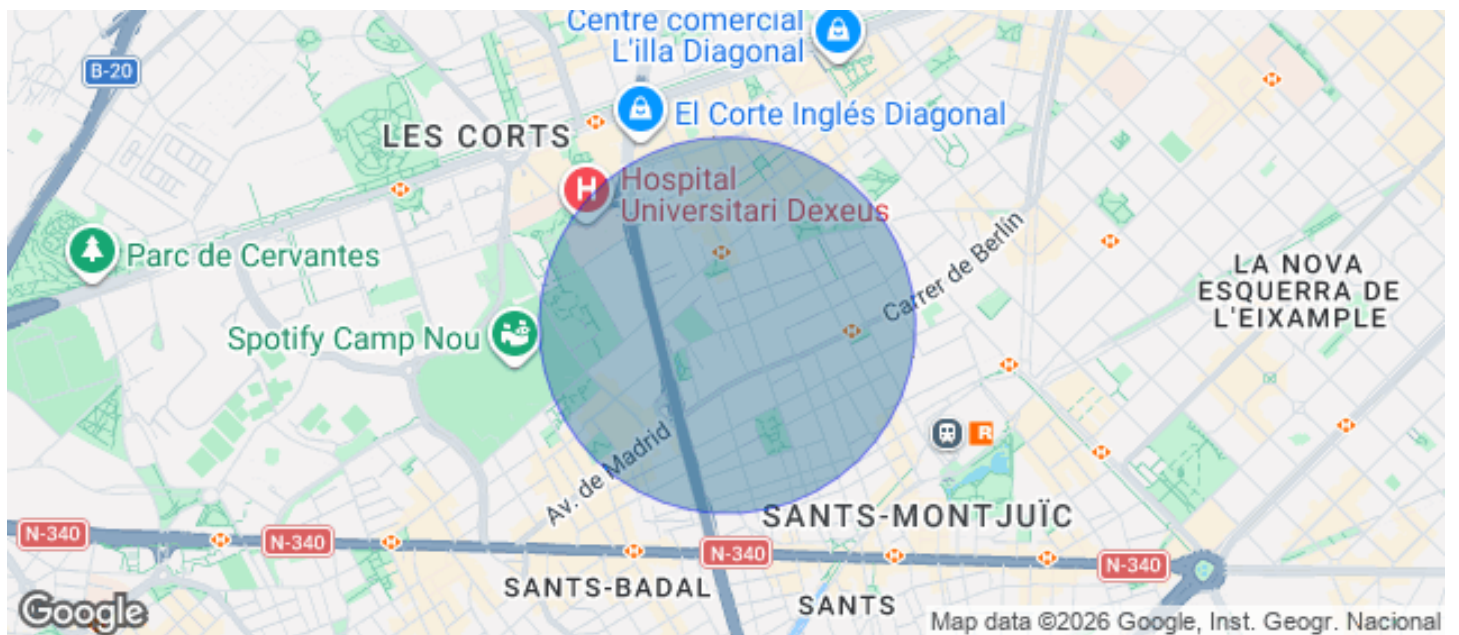 Centre comercial
L'illa Diagonal
B-20
El Corte Inglés Diagonal
LES CORTS
H
Hospital
Universitari Dexeus
Parc de Cervantes
Carrer de Berlín
LA NOVA
ESQUERRA DE
L'EIXAMPLE
Spotify Camp Nou
R
Av. de Madrid
SANTS-MONTJUÏC
N-340
N-340
N-340
N-340
SANTS-BADAL
SANTS
Google
Map data ©2026 Google, Inst. Geogr. Nacional